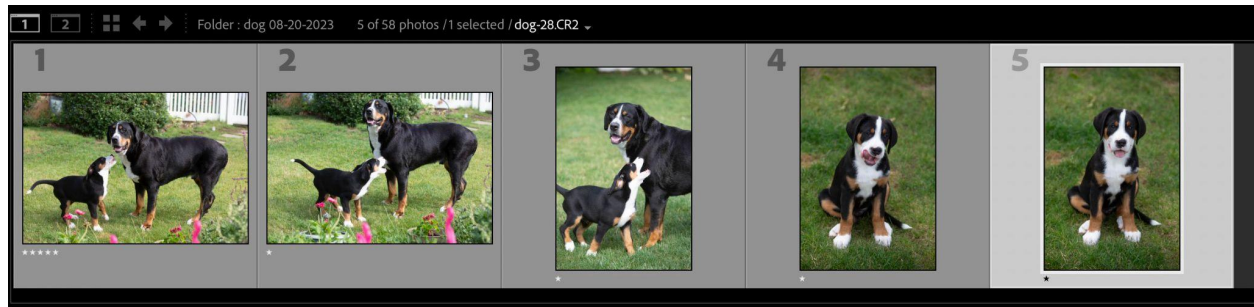 1 2 Folder : dog 08-20-2023 5 of 58 photos / 1 selected / dog-28.CR2
1 2 3 4 5